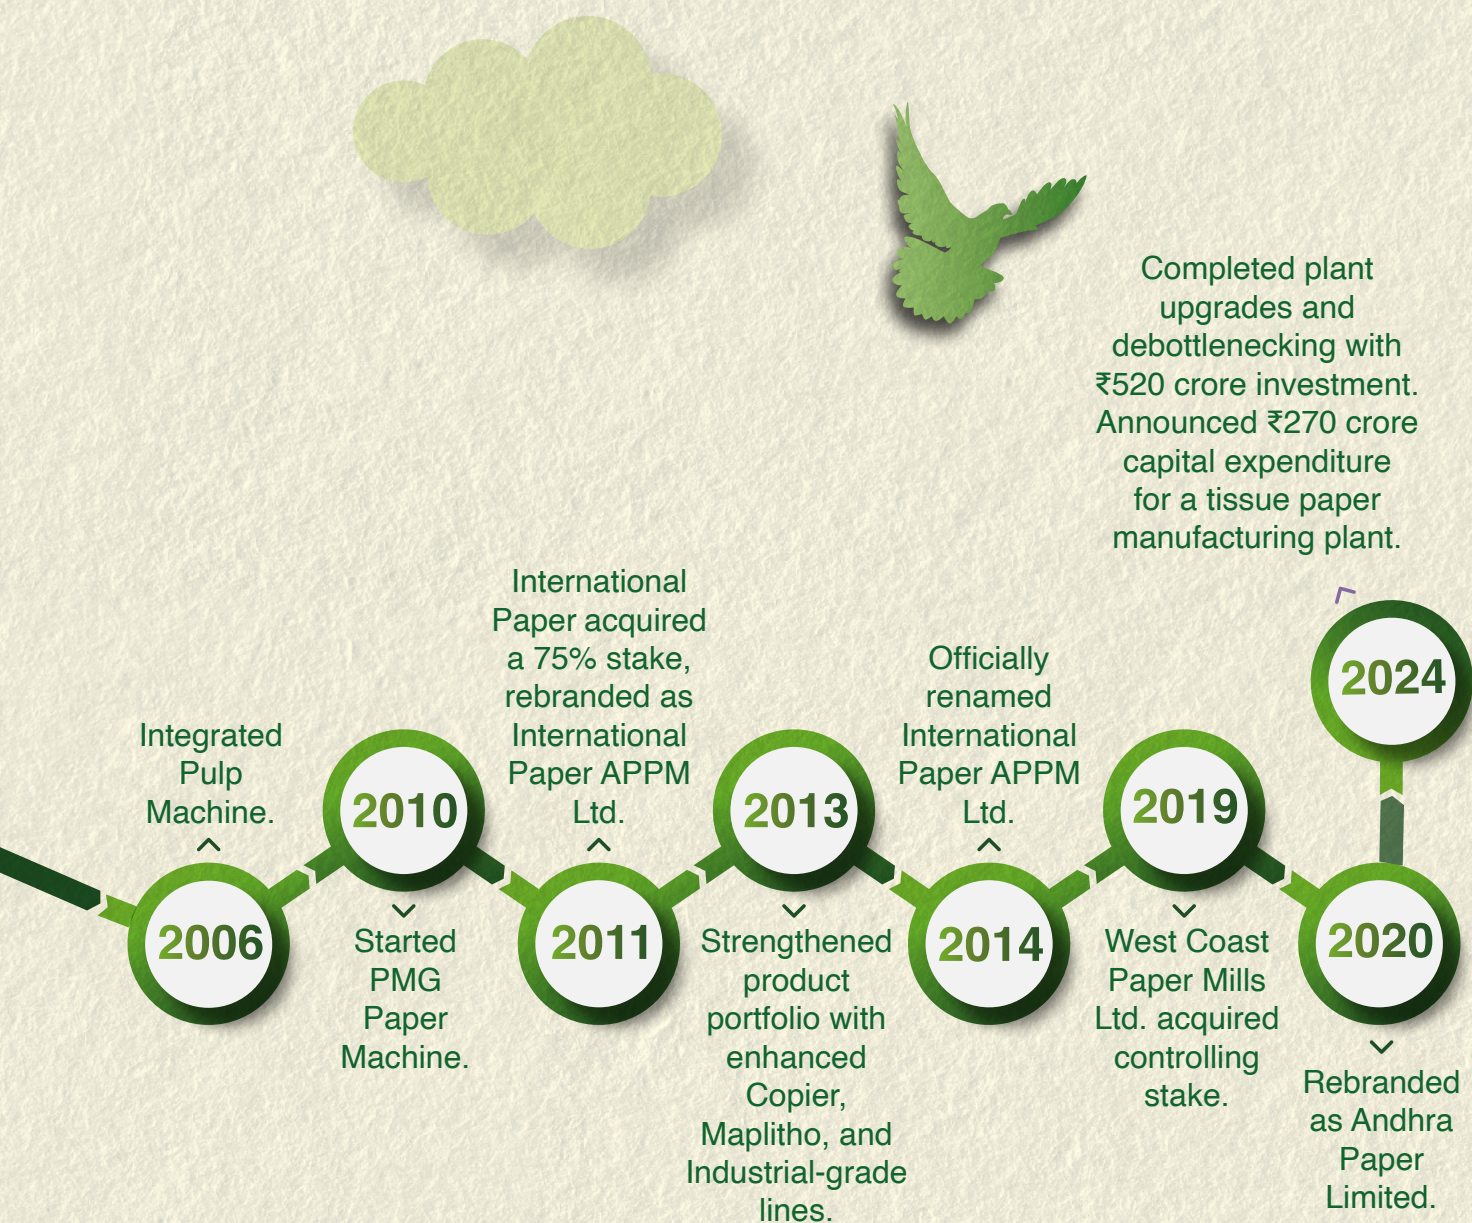 Integrated
Pulp
Machine.
2006
2010
Started
PMG
Paper
Machine.
International
Paper acquired
a 75% stake,
rebranded as
International
Paper APPM
Ltd.
2011
2013
Strengthened
product
portfolio with
enhanced
Copier,
Maplitho, and
Industrial-grade
lines.
Officially
renamed
International
Paper APPM
Ltd.
2014
2019
West Coast
Paper Mills
Ltd. acquired
controlling
stake.
2020
Rebranded
as Andhra
Paper
Limited.
Completed plant
upgrades and
debottlenecking with
₹520 crore investment.
Announced ₹270 crore
capital expenditure
for a tissue paper
manufacturing plant.
2024